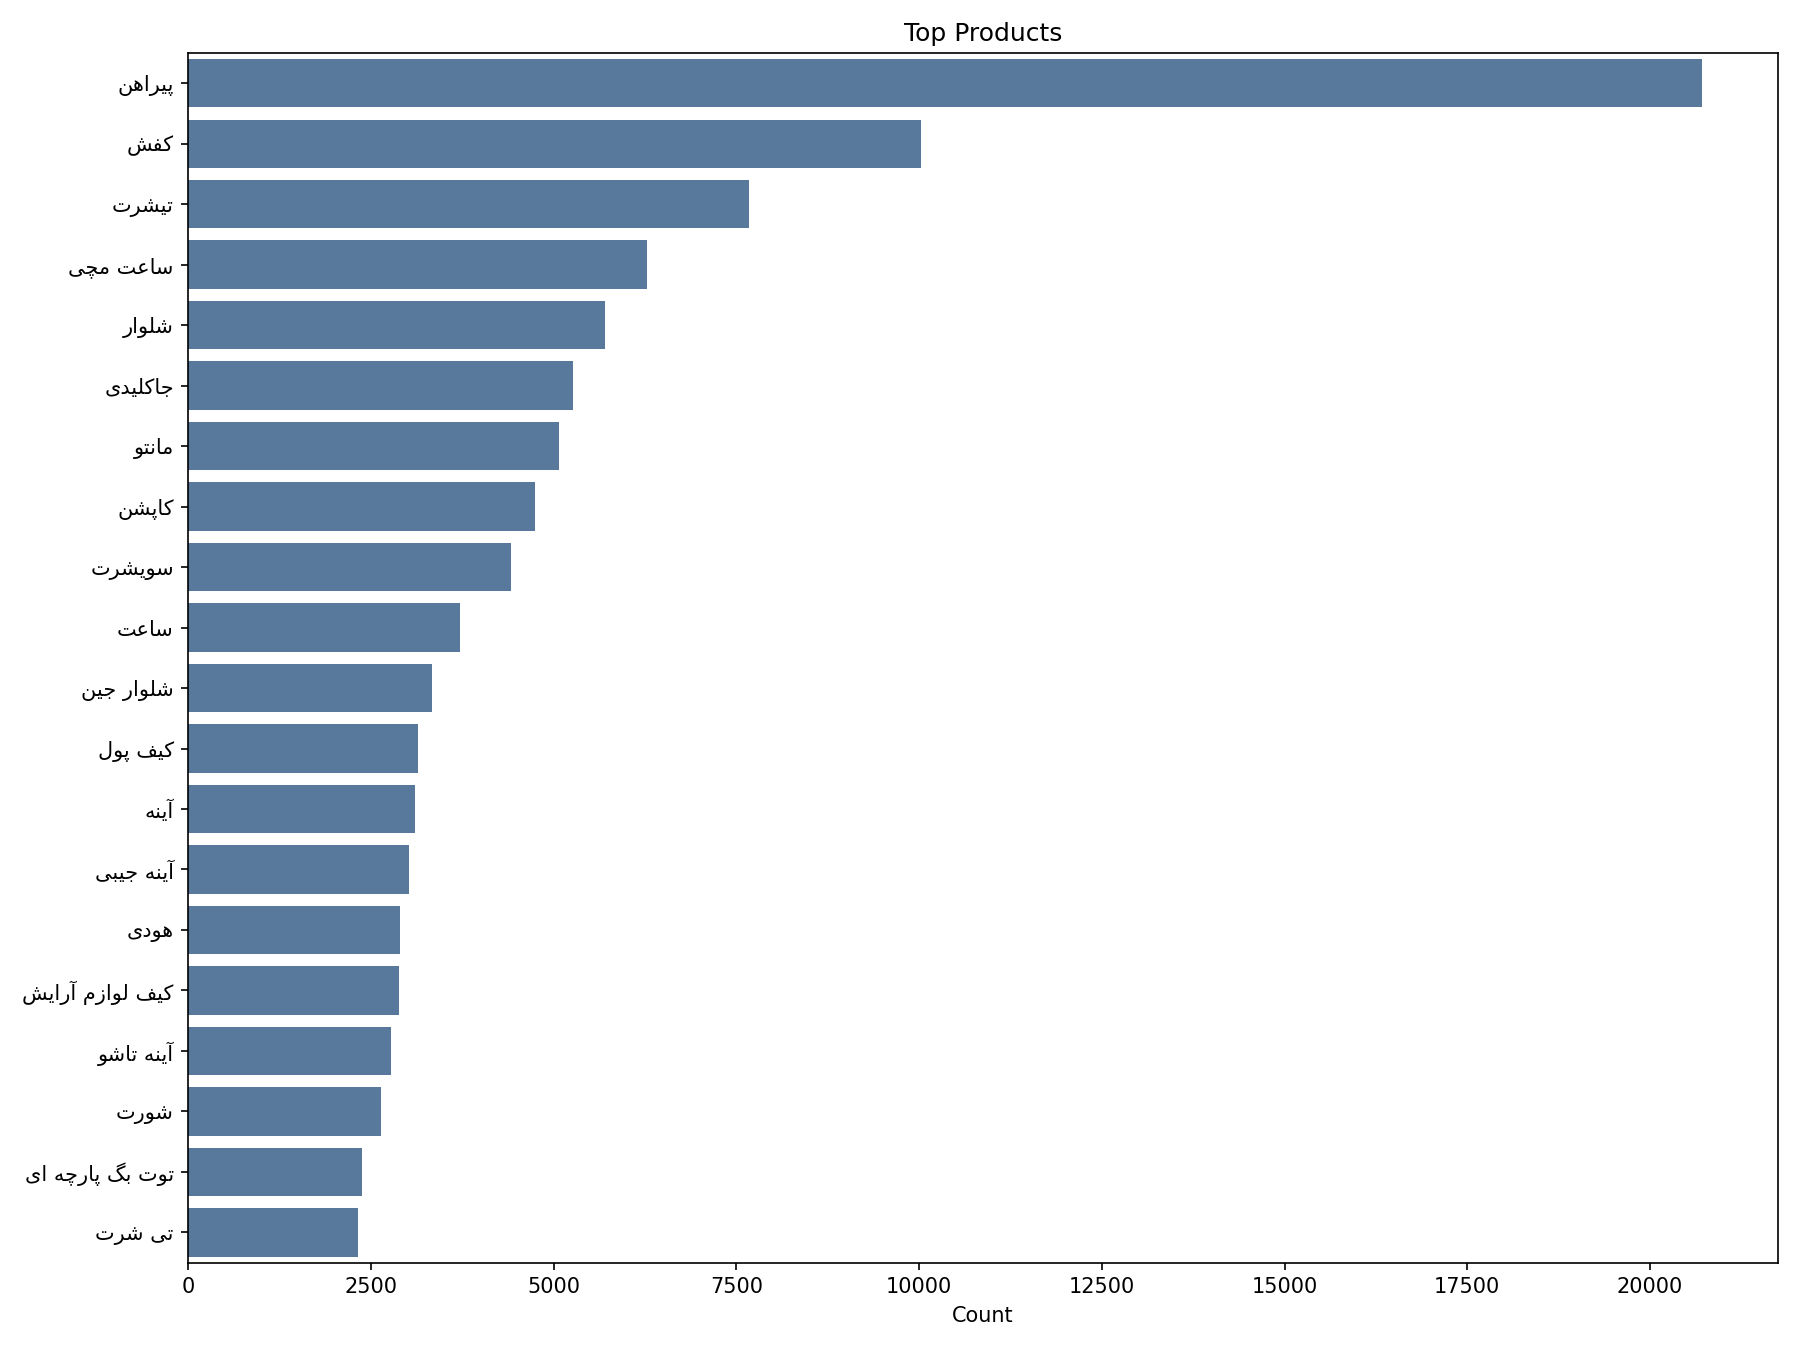 Top Products
پیراهن
کفش
تیشرت
ساعت مچی
شلوار
جاکلیدی
مانتو
کاپشن
سویشرت
ساعت
شلوار جین
کیف پول
آینه
آینه جیبی
هودی
کیف لوازم آرایش
آینه تاشو
شورت
توت بگ پارچه ای
تی شرت
0 2500 5000 7500 10000 12500 15000 17500 20000
Count